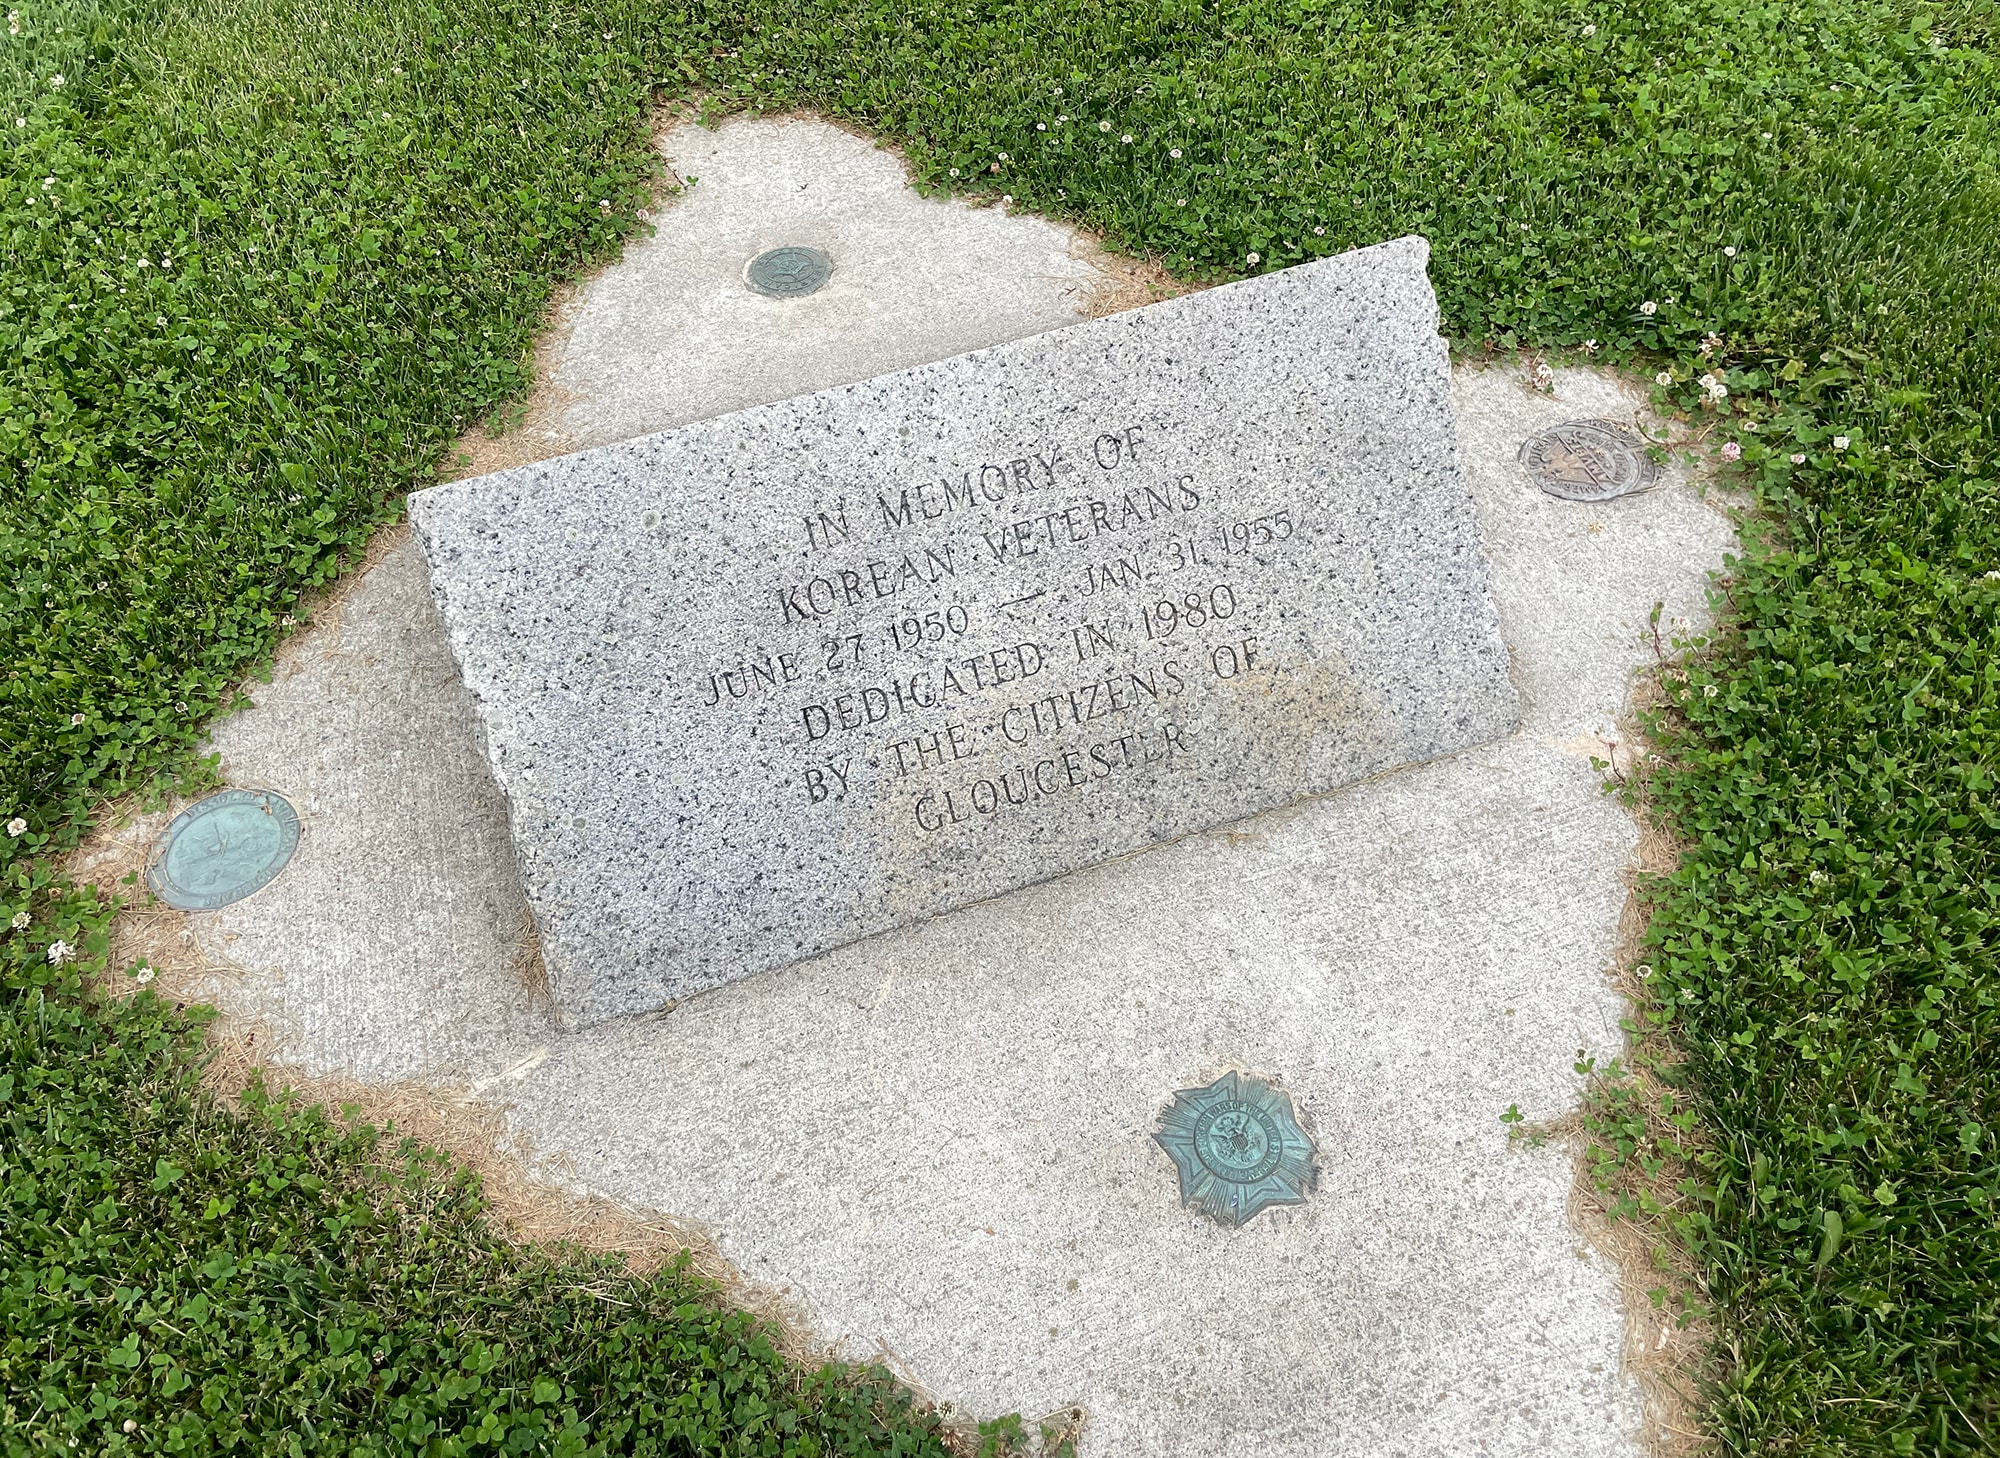 IN MEMORY OF
KOREAN VETERANS
JUNE 27 1950 — JAN. 31, 1955
DEDICATED IN 1980
BY THE CITIZENS OF
GLOUCESTER